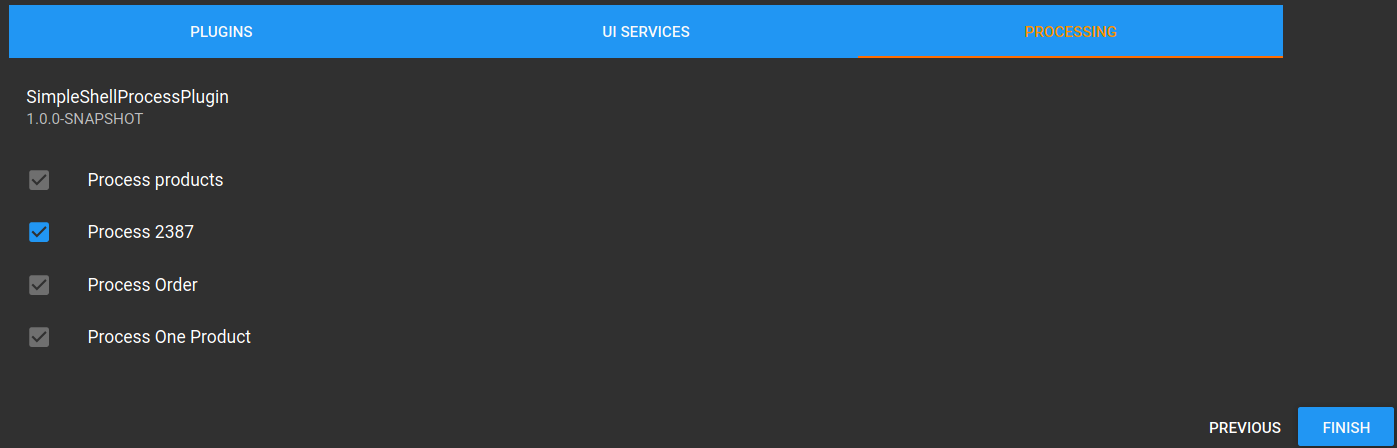 PLUGINS
UI SERVICES
PROCESSING
SimpleShellProcessPlugin
1.0.0-SNAPSHOT
Process products
Process 2387
Process Order
Process One Product
PREVIOUS
FINISH